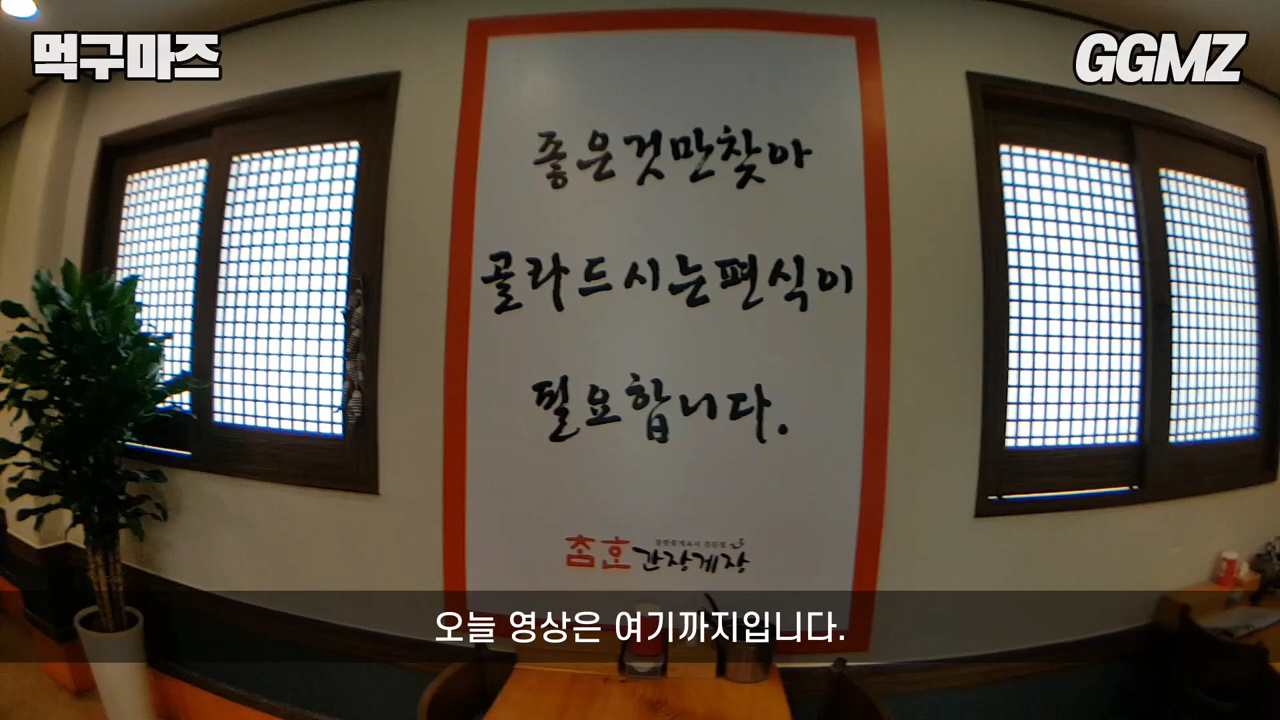 먹구마즈
GGMZ
좋은것만찾아
골라드시는편식이
필요합니다.
참호간장게장
오늘 영상은 여기까지입니다.